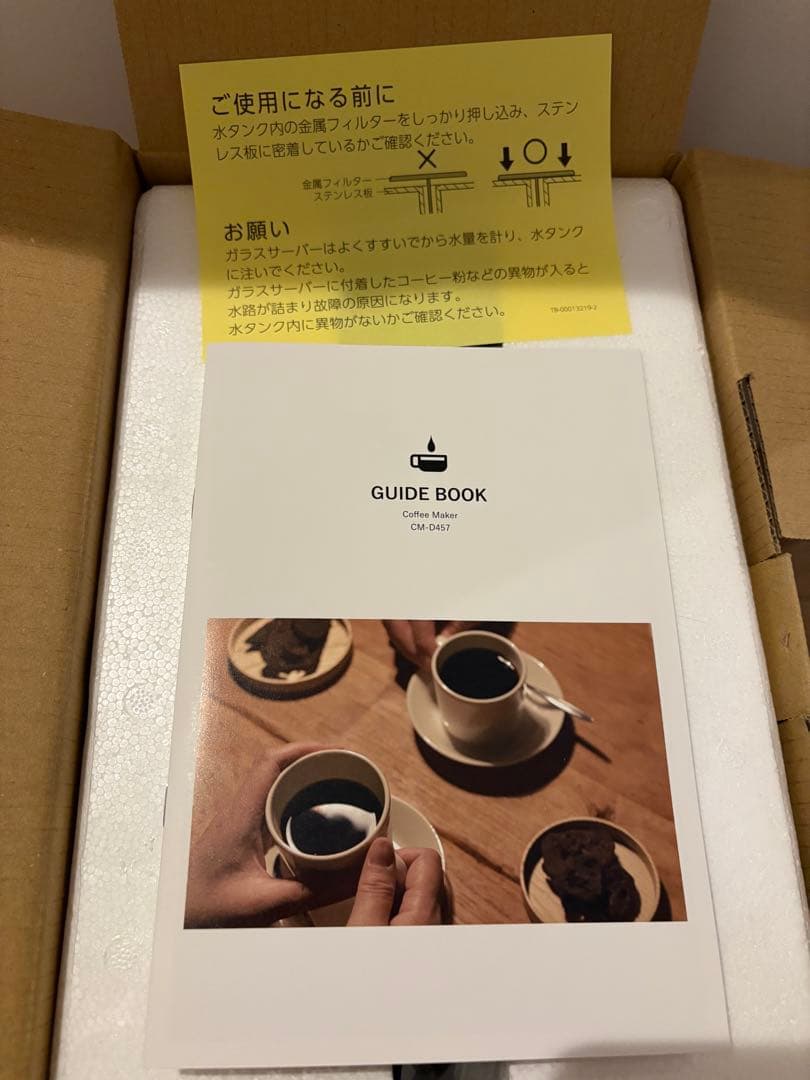 ご使用になる前に
水タンク内の金属フィルターをしっかり押し込み、ステン
レス板に密着しているかご確認ください。
金属フィルター
ステンレス板
お願い
ガラスサーバーはよくすすいでから水量を計り、水タンク
に注いでください。
ガラスサーバーに付着したコーヒー粉などの異物が入ると
水路が詰まり故障の原因になります。
水タンク内に異物がないかご確認ください。
TB-00013219-2
GUIDE BOOK
Coffee Maker
CM-D457